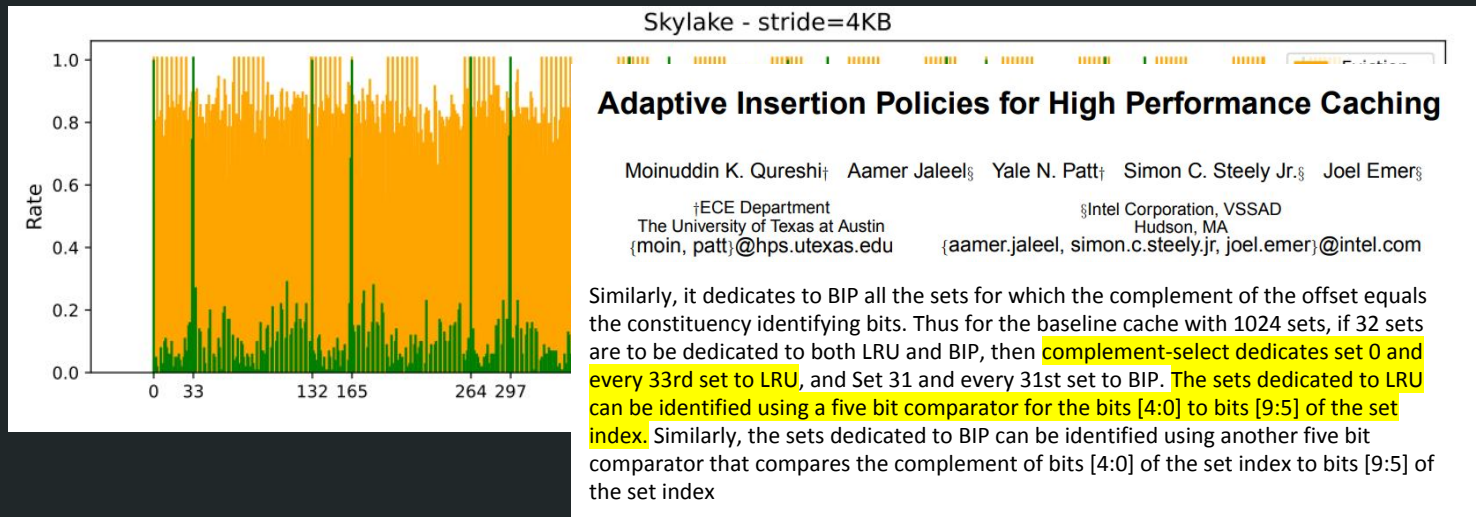 Skylake - stride=4KB
1.0
0.8
0.6
0.4
0.2
0.0
Rate
0 33 132 165 264 297
Adaptive Insertion Policies for High Performance Caching
Moinuddin K. Qureshi† Aamer Jaleel§ Yale N. Patt† Simon C. Steely Jr.§ Joel Emer§
†ECE Department §Intel Corporation, VSSAD
The University of Texas at Austin Hudson, MA
{moin, patt}@hps.utexas.edu {aamer.jaleel, simon.c.steely.jr, joel.emer}@intel.com
Similarly, it dedicates to BIP all the sets for which the complement of the offset equals
the constituency identifying bits. Thus for the baseline cache with 1024 sets, if 32 sets
are to be dedicated to both LRU and BIP, then complement-select dedicates set 0 and
every 33rd set to LRU, and Set 31 and every 31st set to BIP. The sets dedicated to LRU
can be identified using a five bit comparator for the bits [4:0] to bits [9:5] of the set
index. Similarly, the sets dedicated to BIP can be identified using another five bit
comparator that compares the complement of bits [4:0] of the set index to bits [9:5] of
the set index